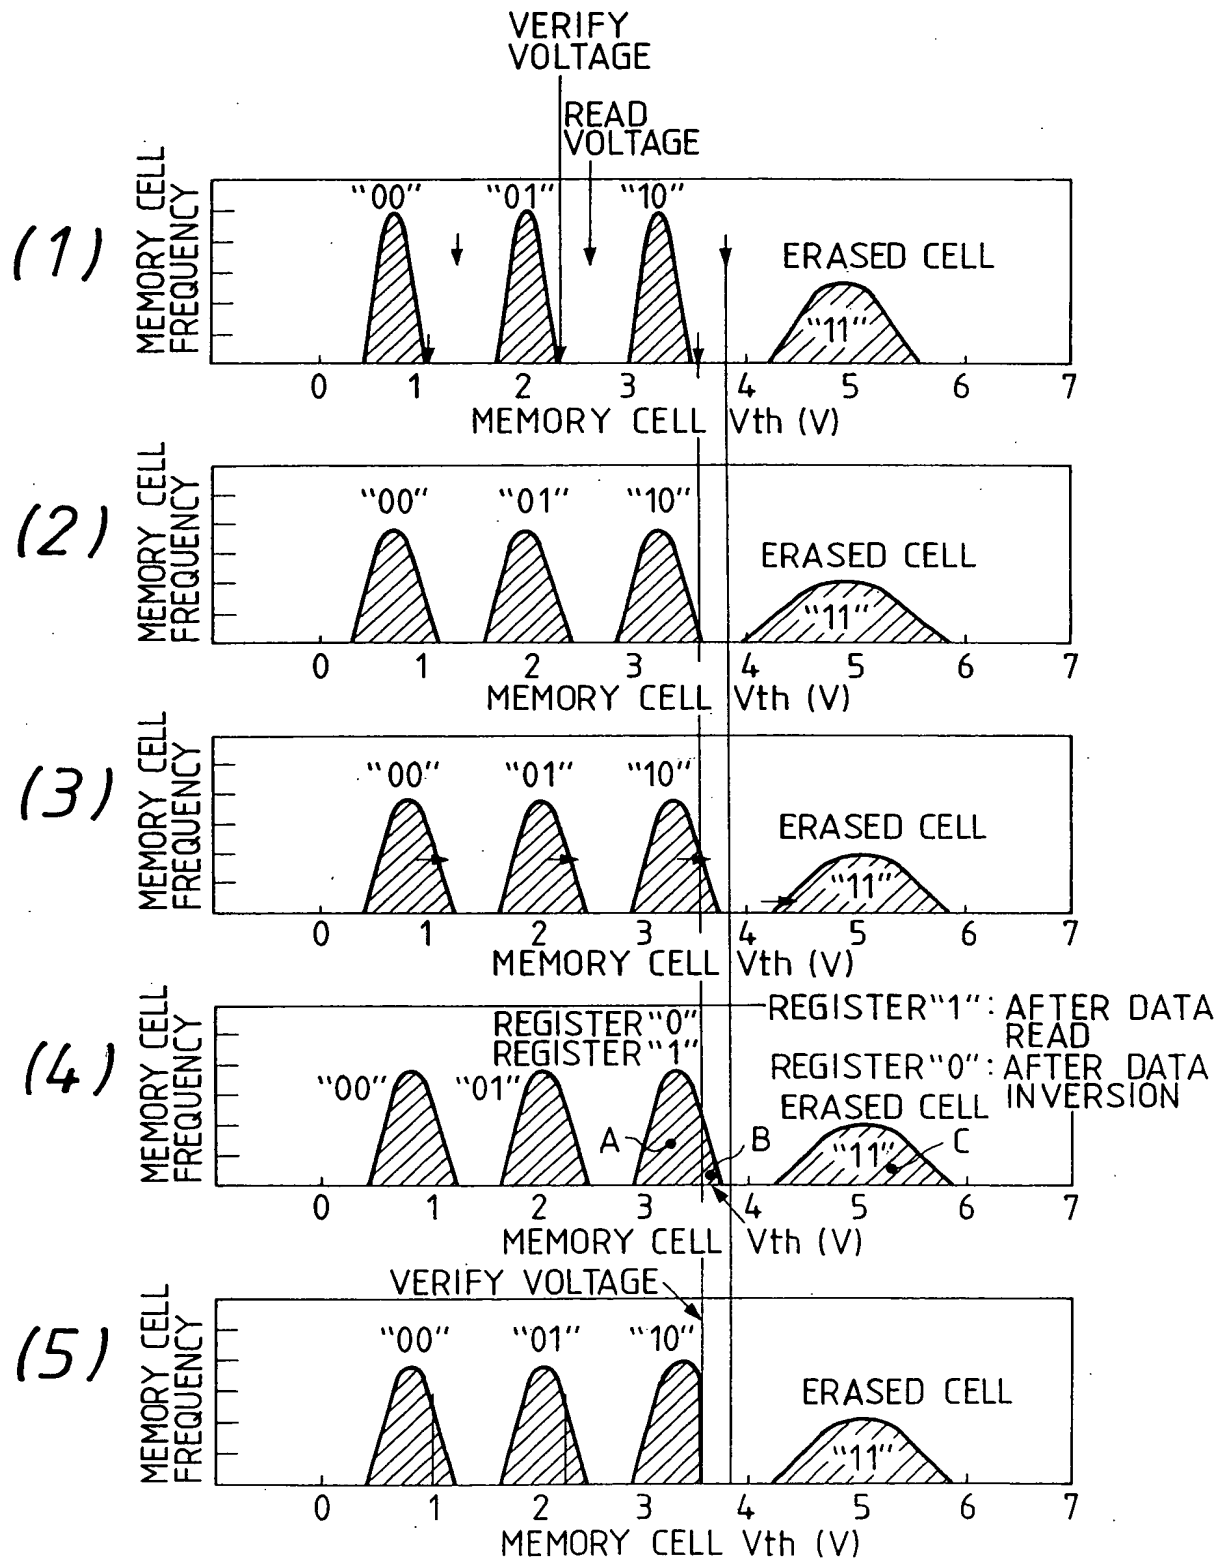 VERIFY
VOLTAGE
READ
VOLTAGE
(1)
MEMORY CELL
FREQUENCY
"00" "01" "10"
ERASED CELL
"11"
0 1 2 3 4 5 6 7
MEMORY CELL Vth (V)
(2)
MEMORY CELL
FREQUENCY
"00" "01" "10"
ERASED CELL
"11"
0 1 2 3 4 5 6 7
MEMORY CELL Vth (V)
(3)
MEMORY CELL
FREQUENCY
"00" "01" "10"
ERASED CELL
"11"
0 1 2 3 4 5 6 7
MEMORY CELL Vth (V)
(4)
MEMORY CELL
FREQUENCY
REGISTER "0"
REGISTER "1"
REGISTER "1": AFTER DATA
READ
REGISTER "0": AFTER DATA
INVERSION
"00" "01"
ERASED CELL
A B "11" C
0 1 2 3 4 5 6 7
MEMORY CELL Vth (V)
VERIFY VOLTAGE
(5)
MEMORY CELL
FREQUENCY
"00" "01" "10"
ERASED CELL
"11"
0 1 2 3 4 5 6 7
MEMORY CELL Vth (V)